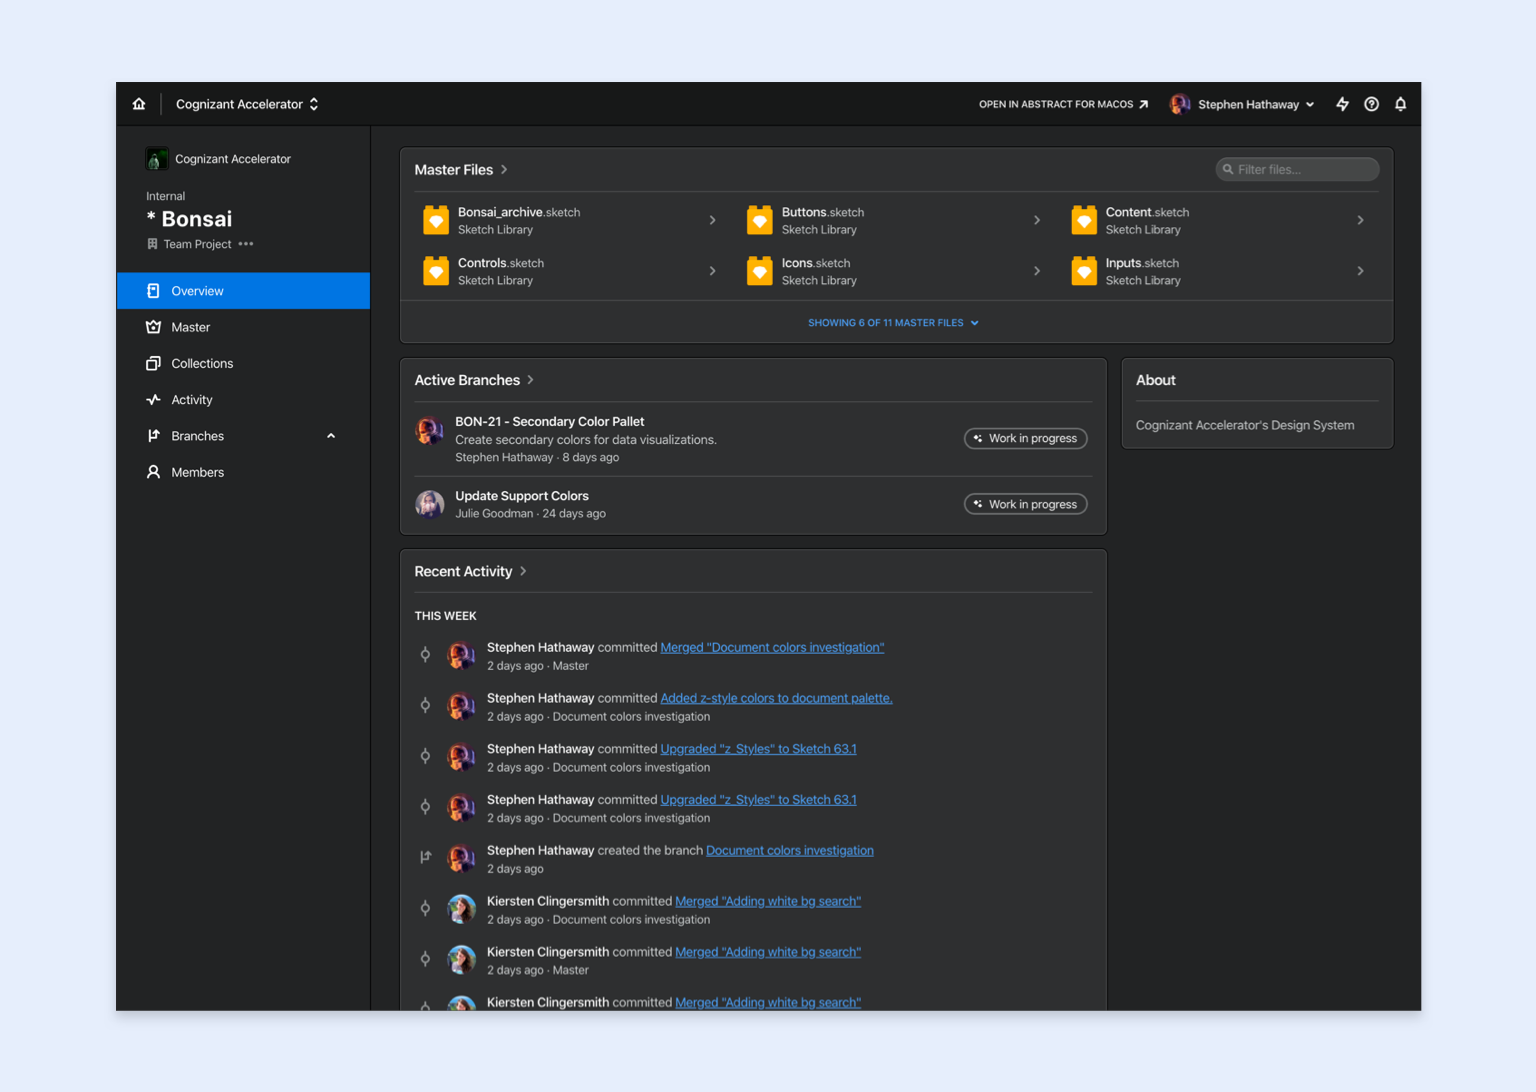 Cognizant Accelerator
OPEN IN ABSTRACT FOR MACOS
Stephen Hathaway
Cognizant Accelerator
Internal
* Bonsai
Team Project
Overview
Master
Collections
Activity
Branches
Members
Master Files
Filter files...
Bonsai_archive.sketch
Sketch Library
Buttons.sketch
Sketch Library
Content.sketch
Sketch Library
Controls.sketch
Sketch Library
Icons.sketch
Sketch Library
Inputs.sketch
Sketch Library
SHOWING 6 OF 11 MASTER FILES
Active Branches
BON-21 - Secondary Color Pallet
Create secondary colors for data visualizations.
Stephen Hathaway · 8 days ago
Work in progress
Update Support Colors
Julie Goodman · 24 days ago
Work in progress
About
Cognizant Accelerator's Design System
Recent Activity
THIS WEEK
Stephen Hathaway committed Merged "Document colors investigation"
2 days ago · Master
Stephen Hathaway committed Added z-style colors to document palette.
2 days ago · Document colors investigation
Stephen Hathaway committed Upgraded "z_Styles" to Sketch 63.1
2 days ago · Document colors investigation
Stephen Hathaway committed Upgraded "z_Styles" to Sketch 63.1
2 days ago · Document colors investigation
Stephen Hathaway created the branch Document colors investigation
2 days ago
Kiersten Clingersmith committed Merged "Adding white bg search"
2 days ago · Document colors investigation
Kiersten Clingersmith committed Merged "Adding white bg search"
2 days ago · Master
Kiersten Clingersmith committed Merged "Adding white bg search"